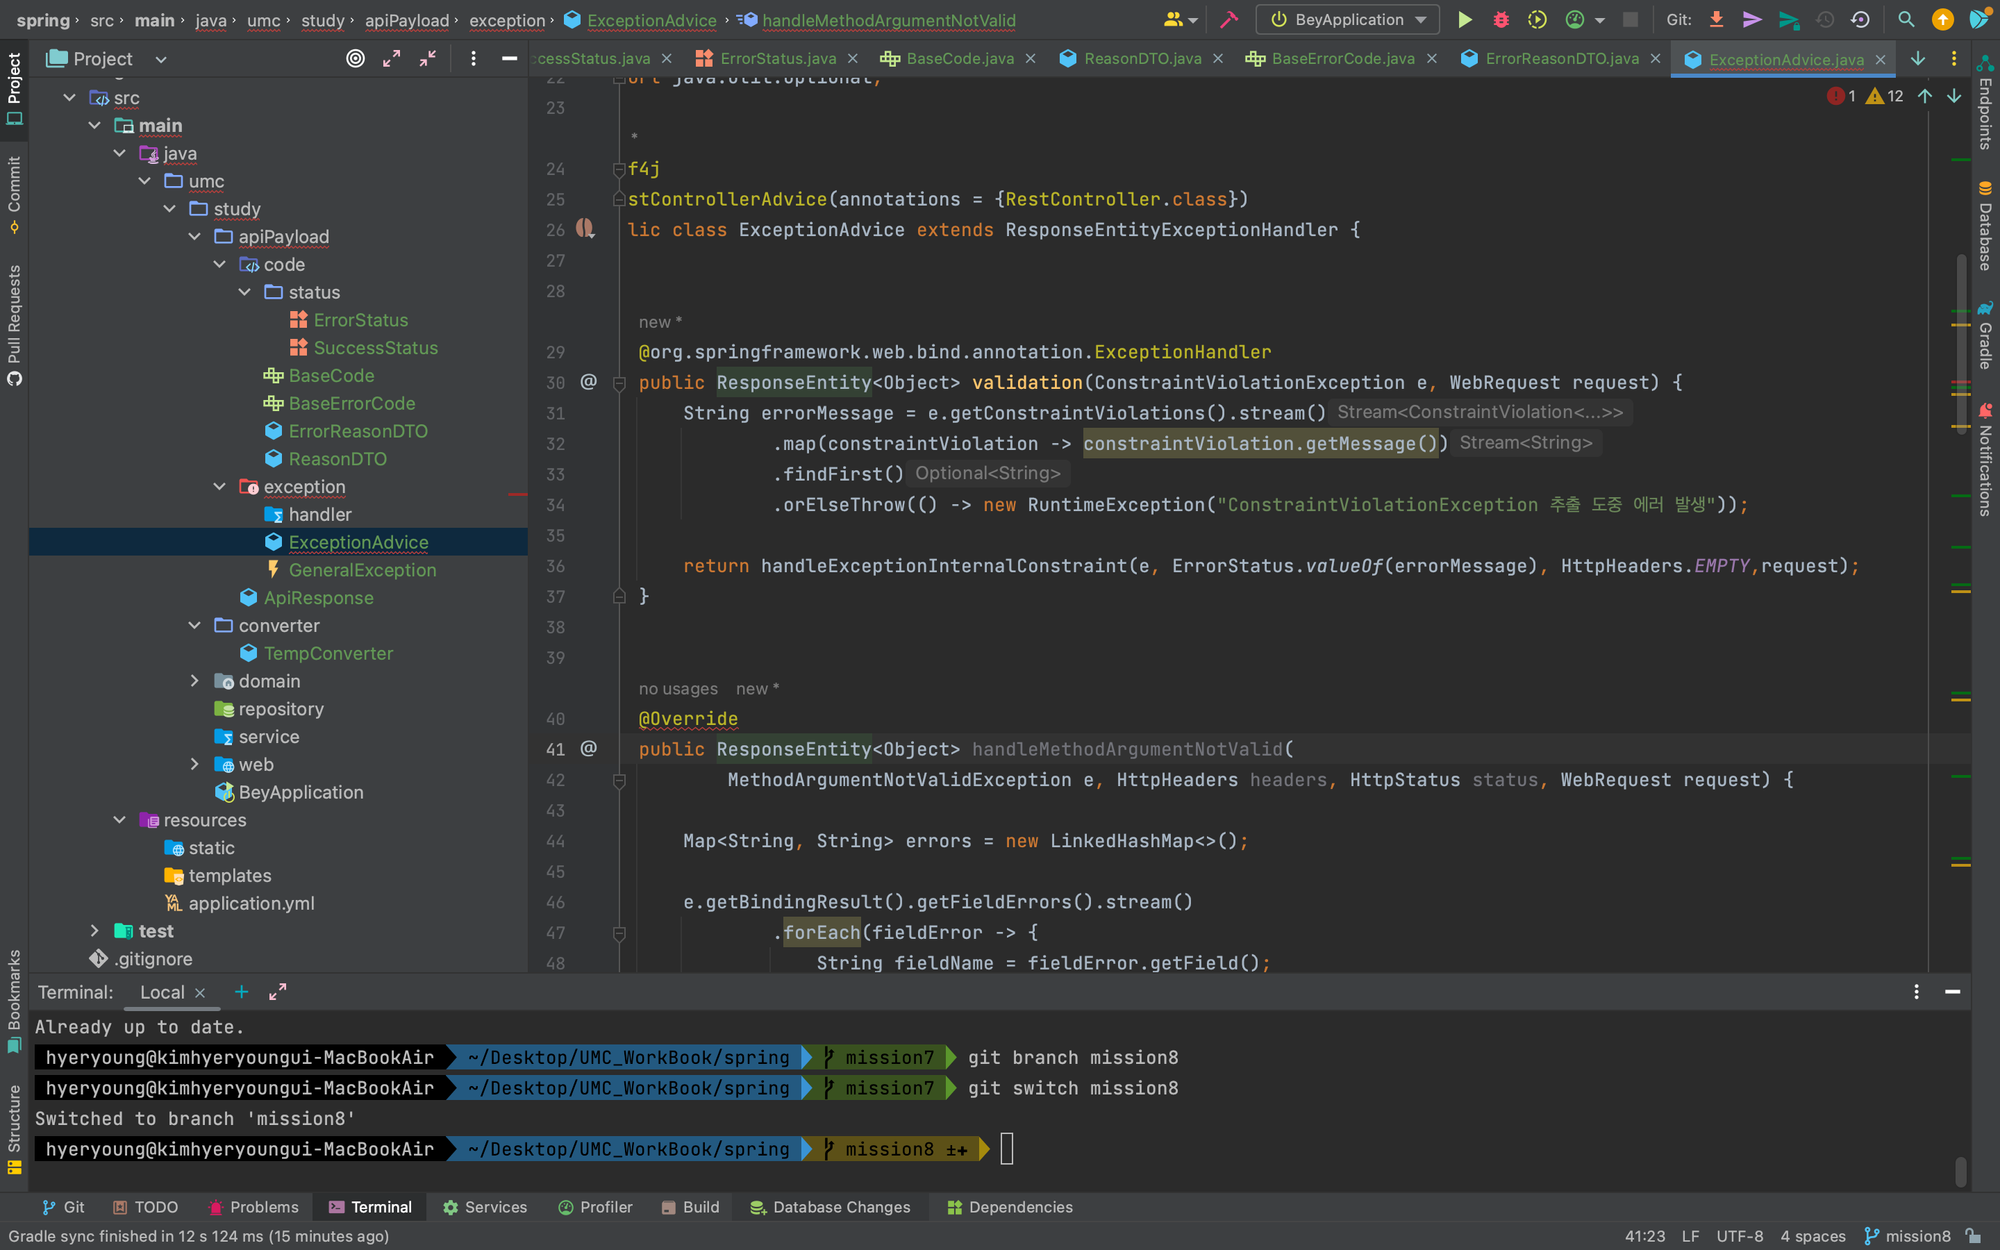 spring › src › main › java › umc › study › apiPayload › exception › ExceptionAdvice › handleMethodArgumentNotValid
BeyApplication
Git:
Project
ccessStatus.java
ErrorStatus.java
BaseCode.java
ReasonDTO.java
BaseErrorCode.java
ErrorReasonDTO.java
ExceptionAdvice.java
Project
Commit
Pull Requests
Bookmarks
Structure
src
main
java
umc
study
apiPayload
code
status
ErrorStatus
SuccessStatus
BaseCode
BaseErrorCode
ErrorReasonDTO
ReasonDTO
exception
handler
ExceptionAdvice
GeneralException
ApiResponse
converter
TempConverter
domain
repository
service
web
BeyApplication
resources
static
templates
application.yml
test
.gitignore
1 12
22 ort java.util.Optional;
23
*
24 f4j
25 stControllerAdvice(annotations = {RestController.class})
26 lic class ExceptionAdvice extends ResponseEntityExceptionHandler {
27
28
new *
29 @org.springframework.web.bind.annotation.ExceptionHandler
30 @ public ResponseEntity<Object> validation(ConstraintViolationException e, WebRequest request) {
31 String errorMessage = e.getConstraintViolations().stream() Stream<ConstraintViolation<...>>
32 .map(constraintViolation -> constraintViolation.getMessage()) Stream<String>
33 .findFirst() Optional<String>
34 .orElseThrow(() -> new RuntimeException("ConstraintViolationException 추출 도중 에러 발생"));
35
36 return handleExceptionInternalConstraint(e, ErrorStatus.valueOf(errorMessage), HttpHeaders.EMPTY,request);
37 }
38
39
no usages new *
40 @Override
41 @ public ResponseEntity<Object> handleMethodArgumentNotValid(
42 MethodArgumentNotValidException e, HttpHeaders headers, HttpStatus status, WebRequest request) {
43
44 Map<String, String> errors = new LinkedHashMap<>();
45
46 e.getBindingResult().getFieldErrors().stream()
47 .forEach(fieldError -> {
48 String fieldName = fieldError.getField();
Endpoints
Database
Gradle
Notifications
Terminal: Local
Already up to date.
hyeryoung@kimhyeryoungui-MacBookAir ~/Desktop/UMC_WorkBook/spring mission7 git branch mission8
hyeryoung@kimhyeryoungui-MacBookAir ~/Desktop/UMC_WorkBook/spring mission7 git switch mission8
Switched to branch 'mission8'
hyeryoung@kimhyeryoungui-MacBookAir ~/Desktop/UMC_WorkBook/spring mission8 ±✚
Git TODO Problems Terminal Services Profiler Build Database Changes Dependencies
Gradle sync finished in 12 s 124 ms (15 minutes ago)
41:23 LF UTF-8 4 spaces mission8